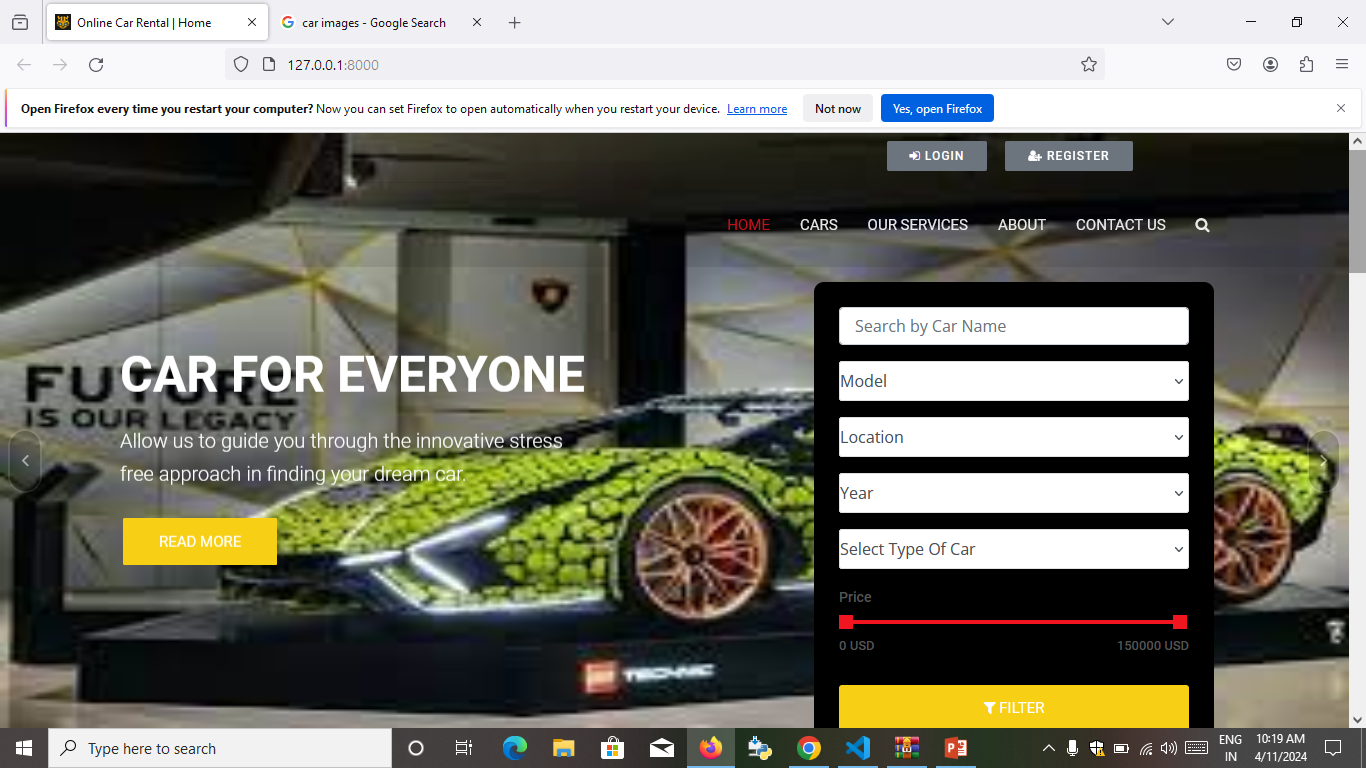 Online Car Rental | Home
car images - Google Search
127.0.0.1:8000
Open Firefox every time you restart your computer? Now you can set Firefox to open automatically when you restart your device. Learn more
Not now
Yes, open Firefox
LOGIN
REGISTER
HOME
CARS
OUR SERVICES
ABOUT
CONTACT US
FUTURE
IS OUR LEGACY
CAR FOR EVERYONE
Allow us to guide you through the innovative stress
free approach in finding your dream car.
READ MORE
TECHNIC
Search by Car Name
Model
Location
Year
Select Type Of Car
Price
0 USD
150000 USD
FILTER
Type here to search
ENG
IN
10:19 AM
4/11/2024